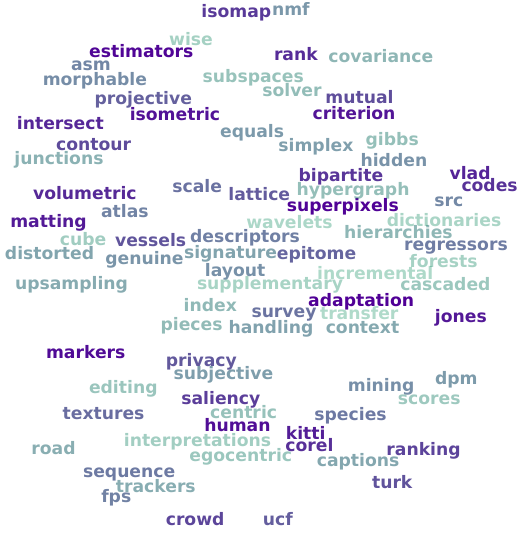 isomap nmf
wise
estimators rank covariance
asm
morphable subspaces
solver
projective mutual
isometric criterion
intersect equals
contour simplex gibbs
junctions hidden
bipartite vlad
scale hypergraph codes
volumetric lattice src
atlas superpixels
matting wavelets dictionaries
cube vessels descriptors hierarchies
distorted genuine signature epitome regressors
layout incremental forests
upsampling supplementary cascaded
index adaptation
survey transfer jones
pieces handling context
markers
privacy
subjective dpm
editing mining
saliency scores
textures centric species
human
interpretations kitti
road corel ranking
egocentric captions
sequence turk
trackers
fps
crowd ucf